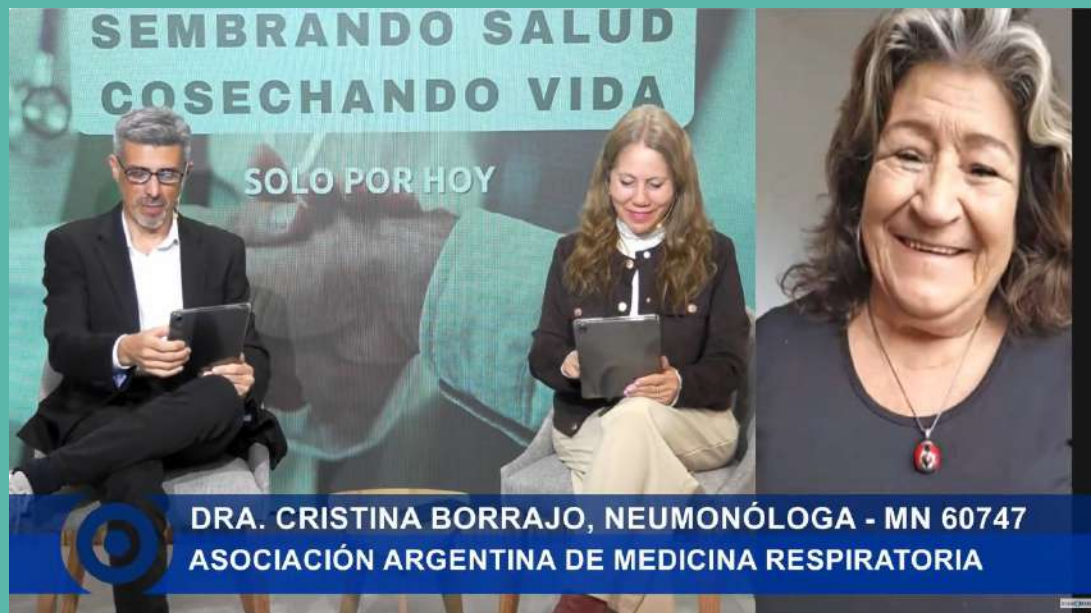 SEMBRANDO SALUD
COSECHANDO VIDA
SOLO POR HOY
DRA. CRISTINA BORRAJO, NEUMONÓLOGA - MN 60747
ASOCIACIÓN ARGENTINA DE MEDICINA RESPIRATORIA